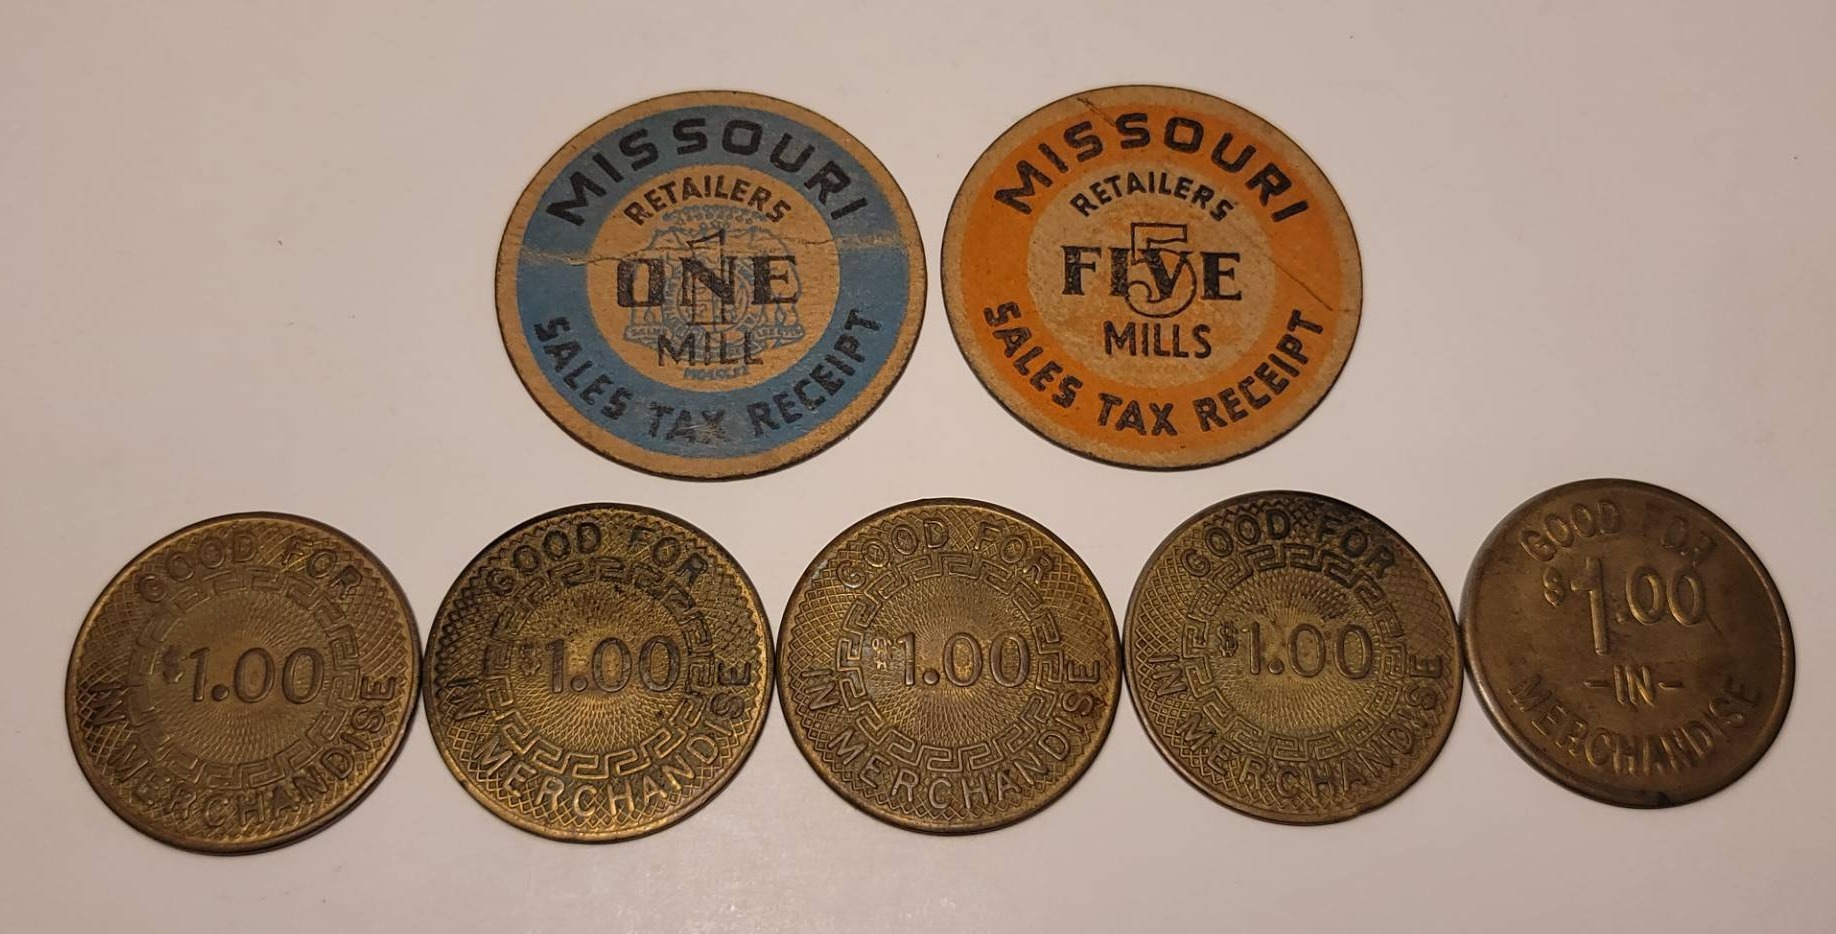 MISSOURI
RETAILERS
1
ONE
MILL
SALES TAX RECEIPT
MISSOURI
RETAILERS
5
FIVE
MILLS
SALES TAX RECEIPT
GOOD FOR
$1.00
IN MERCHANDISE
GOOD FOR
$1.00
IN MERCHANDISE
GOOD FOR
$1.00
IN MERCHANDISE
GOOD FOR
$1.00
IN MERCHANDISE
GOOD FOR
$1.00
-IN-
MERCHANDISE